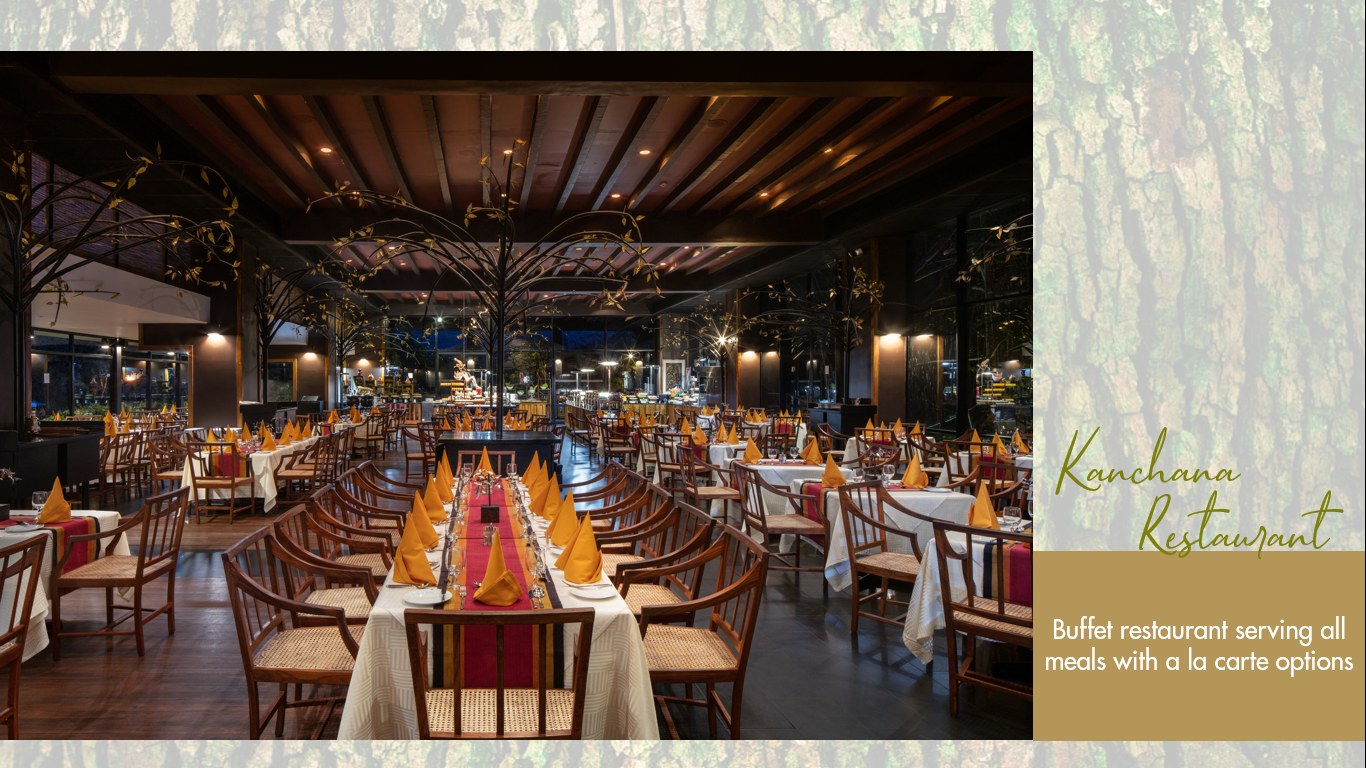 Kanchana
Restaurant
Buffet restaurant serving all
meals with a la carte options